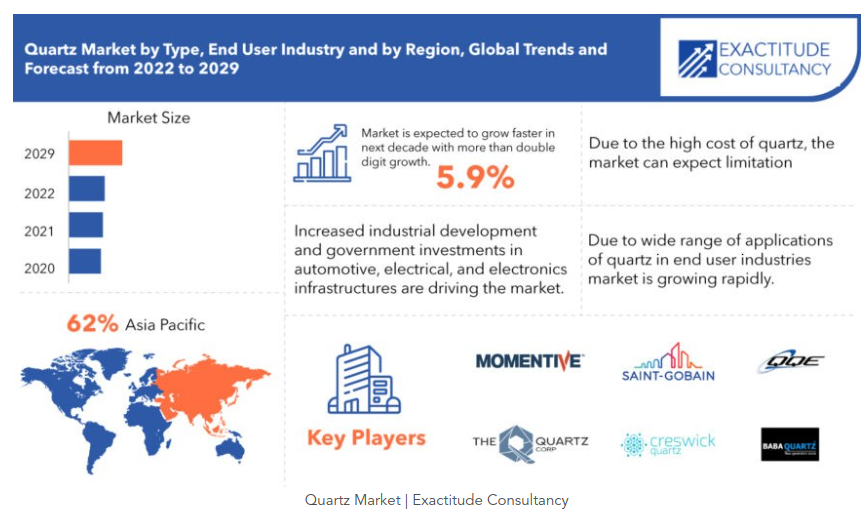 Quartz Market by Type, End User Industry and by Region, Global Trends and
Forecast from 2022 to 2029
EXACTITUDE
CONSULTANCY
Market Size
2029
2022
2021
2020
Market is expected to grow faster in
next decade with more than double
digit growth.
5.9%
Due to the high cost of quartz, the
market can expect limitation
Increased industrial development
and government investments in
automotive, electrical, and electronics
infrastructures are driving the market.
Due to wide range of applications
of quartz in end user industries
market is growing rapidly.
62% Asia Pacific
Key Players
MOMENTIVE
SAINT-GOBAIN
QQE
THE QUARTZ
CORP
creswick
quartz
BABA QUARTZ
Quartz Market | Exactitude Consultancy